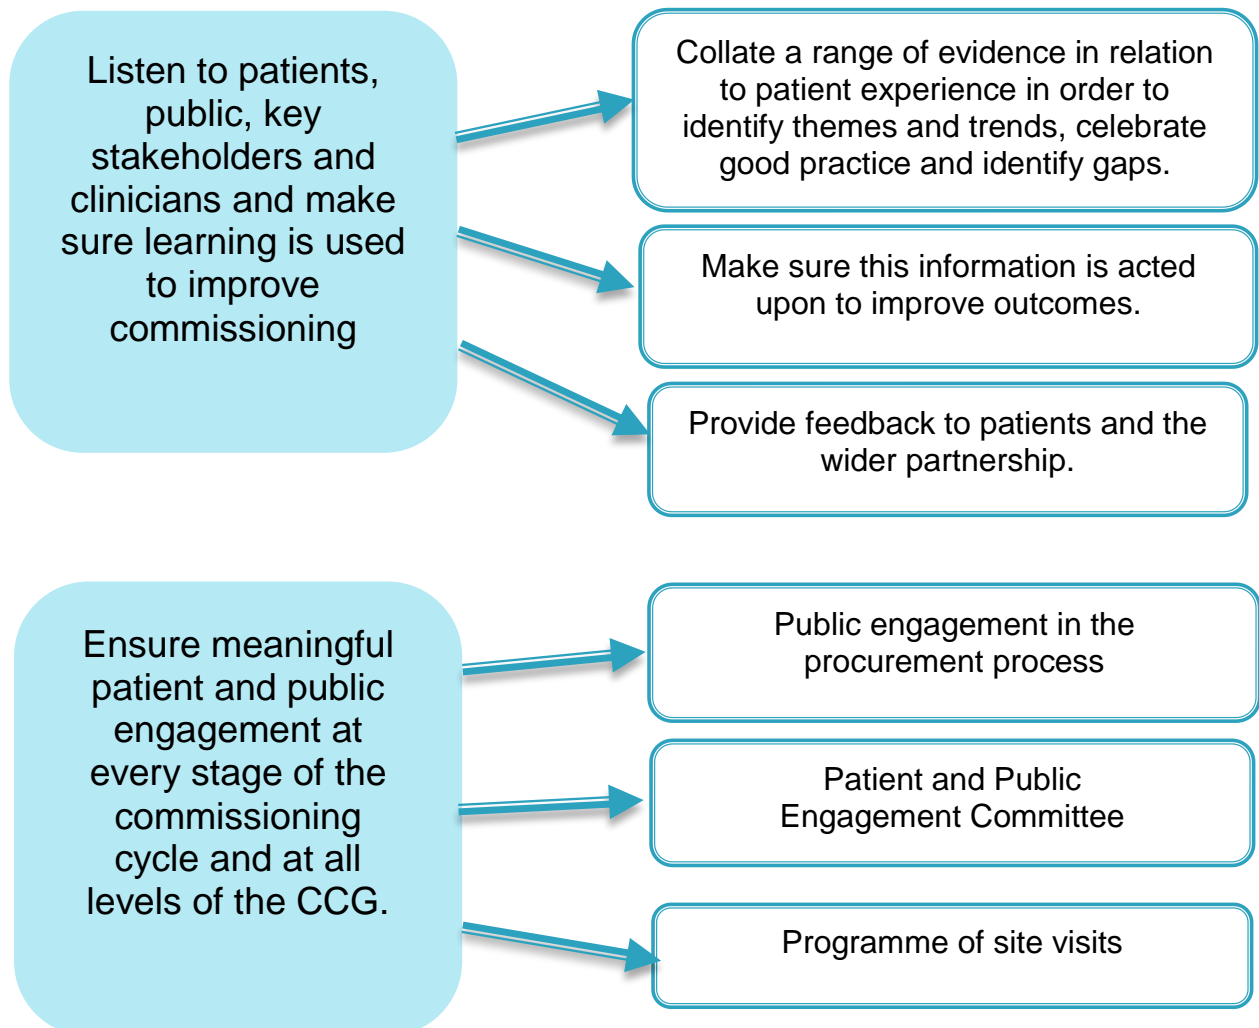 Listen to patients,
public, key
stakeholders and
clinicians and make
sure learning is used
to improve
commissioning
Collate a range of evidence in relation
to patient experience in order to
identify themes and trends, celebrate
good practice and identify gaps.
Make sure this information is acted
upon to improve outcomes.
Provide feedback to patients and the
wider partnership.
Ensure meaningful
patient and public
engagement at
every stage of the
commissioning
cycle and at all
levels of the CCG.
Public engagement in the
procurement process
Patient and Public
Engagement Committee
Programme of site visits